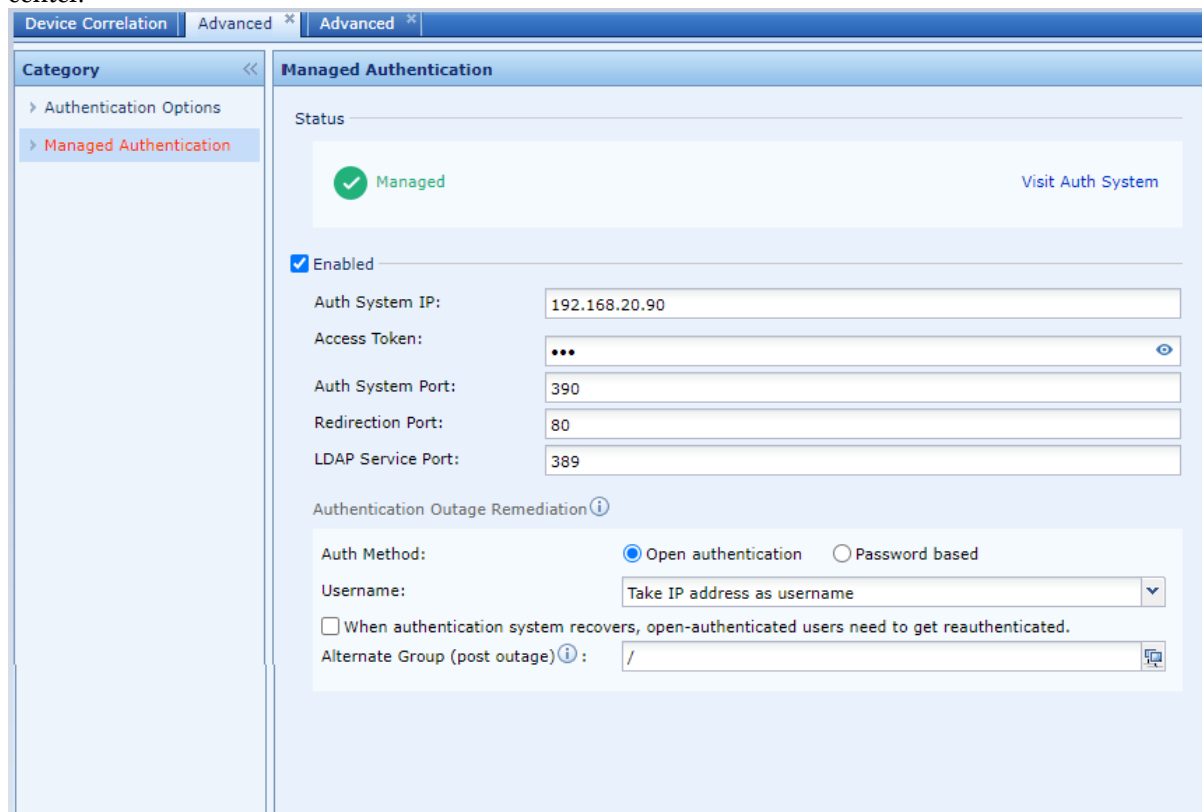 center.
Device Correlation Advanced × Advanced ×
Category «
Managed Authentication
Authentication Options
Managed Authentication
Status
Managed
Visit Auth System
Enabled
Auth System IP: 192.168.20.90
Access Token: •••
Auth System Port: 390
Redirection Port: 80
LDAP Service Port: 389
Authentication Outage Remediation
Auth Method: Open authentication Password based
Username: Take IP address as username
When authentication system recovers, open-authenticated users need to get reauthenticated.
Alternate Group (post outage) : /